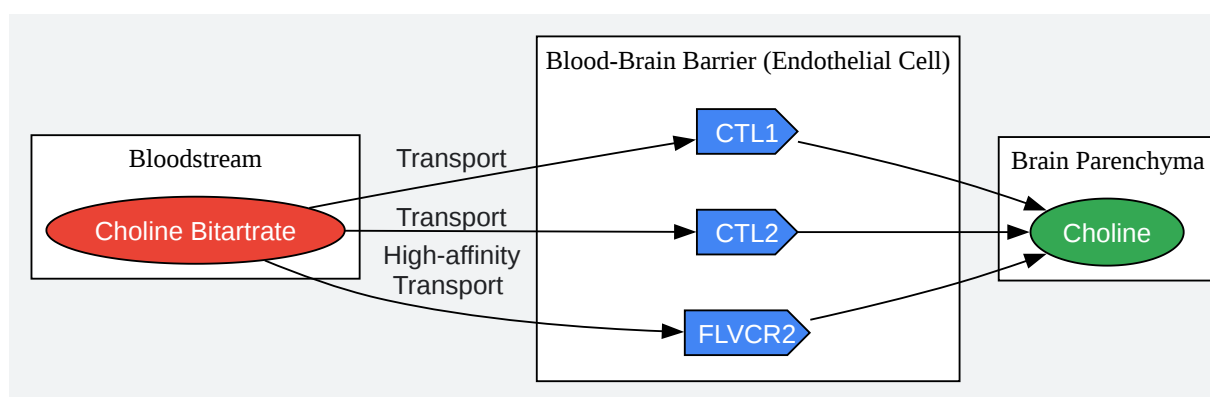 Blood-Brain Barrier (Endothelial Cell)
Bloodstream
Brain Parenchyma
Choline Bitartrate
Transport
Transport
High-affinity
Transport
CTL1
CTL2
FLVCR2
Choline